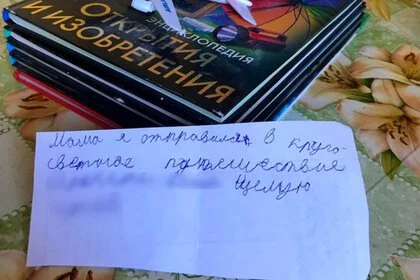 ЭНЦИКЛОПЕДИЯ
ОТКРЫТИЯ
И ИЗОБРЕТЕНИЯ
Мама я отправился в круго-
светное путешествие
Целую